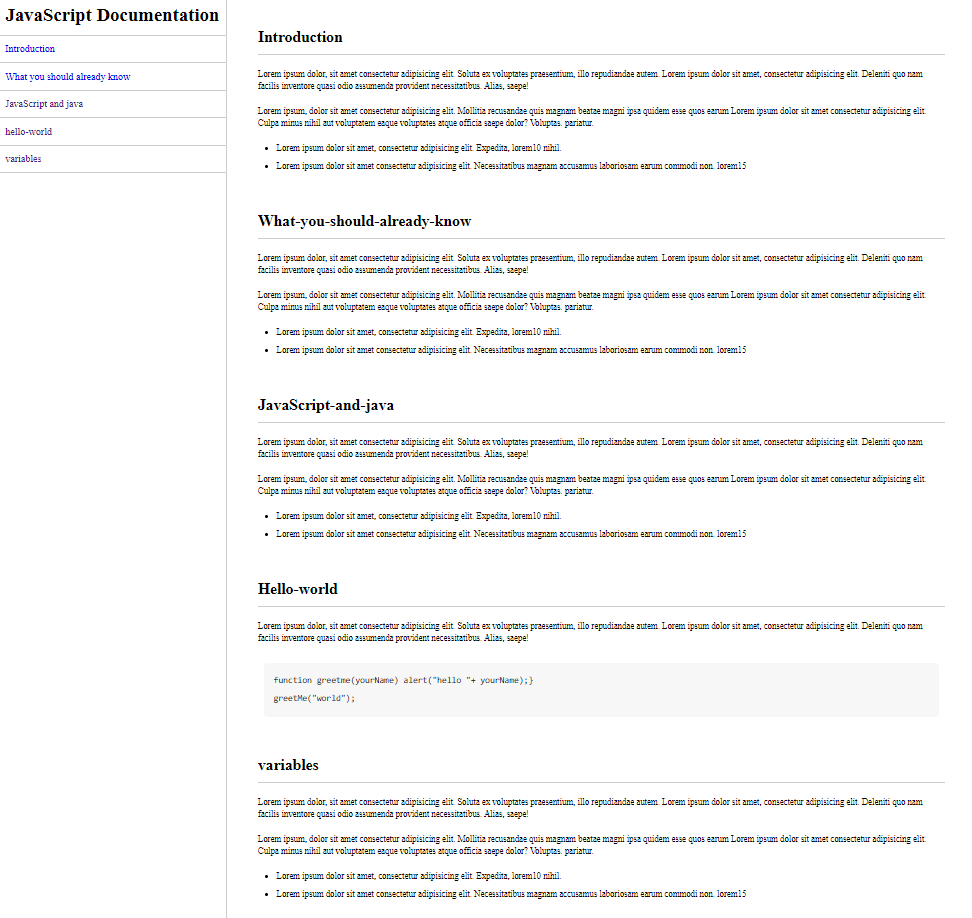 JavaScript Documentation
Introduction
What you should already know
JavaScript and java
hello-world
variables
Introduction
Lorem ipsum dolor, sit amet consectetur adipisicing elit. Soluta ex voluptates praesentium, illo repudiandae autem. Lorem ipsum dolor sit amet, consectetur adipisicing elit. Deleniti quo nam
facilis inventore quasi odio assumenda provident necessitatibus. Alias, saepe!
Lorem ipsum, dolor sit amet consectetur adipisicing elit. Mollitia recusandae quis magnam beatae magni ipsa quidem esse quos earum Lorem ipsum dolor sit amet consectetur adipisicing elit.
Culpa minus nihil aut voluptatem eaque voluptates atque officia saepe dolor? Voluptas. pariatur.
• Lorem ipsum dolor sit amet, consectetur adipisicing elit. Expedita, lorem10 nihil.
• Lorem ipsum dolor sit amet consectetur adipisicing elit. Necessitatibus magnam accusamus laboriosam earum commodi non. lorem15
What-you-should-already-know
Lorem ipsum dolor, sit amet consectetur adipisicing elit. Soluta ex voluptates praesentium, illo repudiandae autem. Lorem ipsum dolor sit amet, consectetur adipisicing elit. Deleniti quo nam
facilis inventore quasi odio assumenda provident necessitatibus. Alias, saepe!
Lorem ipsum, dolor sit amet consectetur adipisicing elit. Mollitia recusandae quis magnam beatae magni ipsa quidem esse quos earum Lorem ipsum dolor sit amet consectetur adipisicing elit.
Culpa minus nihil aut voluptatem eaque voluptates atque officia saepe dolor? Voluptas. pariatur.
• Lorem ipsum dolor sit amet, consectetur adipisicing elit. Expedita, lorem10 nihil.
• Lorem ipsum dolor sit amet consectetur adipisicing elit. Necessitatibus magnam accusamus laboriosam earum commodi non. lorem15
JavaScript-and-java
Lorem ipsum dolor, sit amet consectetur adipisicing elit. Soluta ex voluptates praesentium, illo repudiandae autem. Lorem ipsum dolor sit amet, consectetur adipisicing elit. Deleniti quo nam
facilis inventore quasi odio assumenda provident necessitatibus. Alias, saepe!
Lorem ipsum, dolor sit amet consectetur adipisicing elit. Mollitia recusandae quis magnam beatae magni ipsa quidem esse quos earum Lorem ipsum dolor sit amet consectetur adipisicing elit.
Culpa minus nihil aut voluptatem eaque voluptates atque officia saepe dolor? Voluptas. pariatur.
• Lorem ipsum dolor sit amet, consectetur adipisicing elit. Expedita, lorem10 nihil.
• Lorem ipsum dolor sit amet consectetur adipisicing elit. Necessitatibus magnam accusamus laboriosam earum commodi non. lorem15
Hello-world
Lorem ipsum dolor, sit amet consectetur adipisicing elit. Soluta ex voluptates praesentium, illo repudiandae autem. Lorem ipsum dolor sit amet, consectetur adipisicing elit. Deleniti quo nam
facilis inventore quasi odio assumenda provident necessitatibus. Alias, saepe!
function greetme(yourName) alert("hello "+ yourName);}
greetMe("world");
variables
Lorem ipsum dolor, sit amet consectetur adipisicing elit. Soluta ex voluptates praesentium, illo repudiandae autem. Lorem ipsum dolor sit amet, consectetur adipisicing elit. Deleniti quo nam
facilis inventore quasi odio assumenda provident necessitatibus. Alias, saepe!
Lorem ipsum, dolor sit amet consectetur adipisicing elit. Mollitia recusandae quis magnam beatae magni ipsa quidem esse quos earum Lorem ipsum dolor sit amet consectetur adipisicing elit.
Culpa minus nihil aut voluptatem eaque voluptates atque officia saepe dolor? Voluptas. pariatur.
• Lorem ipsum dolor sit amet, consectetur adipisicing elit. Expedita, lorem10 nihil.
• Lorem ipsum dolor sit amet consectetur adipisicing elit. Necessitatibus magnam accusamus laboriosam earum commodi non. lorem15